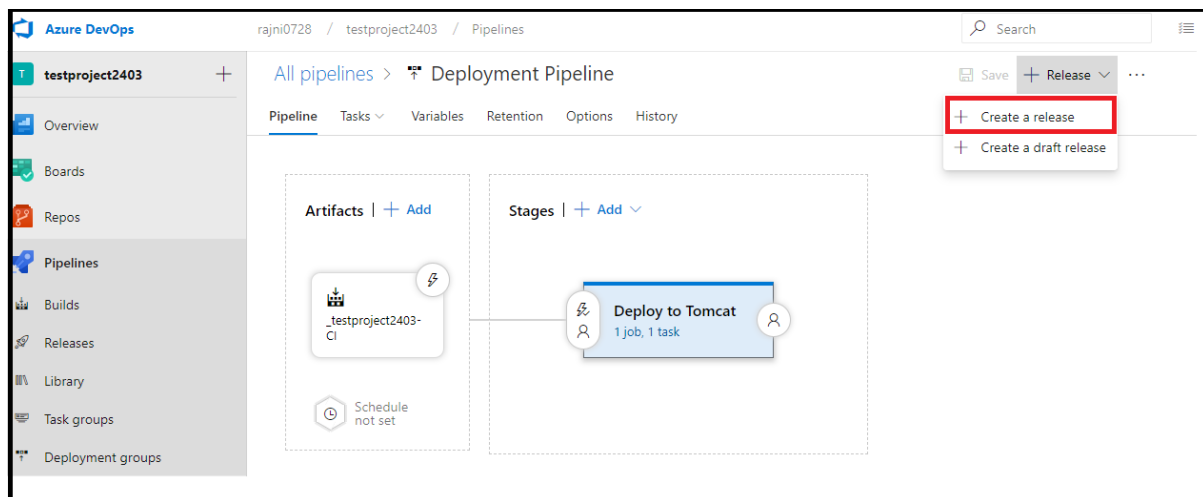 Azure DevOps
rajni0728 / testproject2403 / Pipelines
Search
T testproject2403
All pipelines > Deployment Pipeline
Save
Release
Pipeline Tasks Variables Retention Options History
Create a release
Create a draft release
Overview
Boards
Repos
Pipelines
Builds
Releases
Library
Task groups
Deployment groups
Artifacts | + Add
Stages | + Add
_testproject2403-
CI
Schedule
not set
Deploy to Tomcat
1 job, 1 task